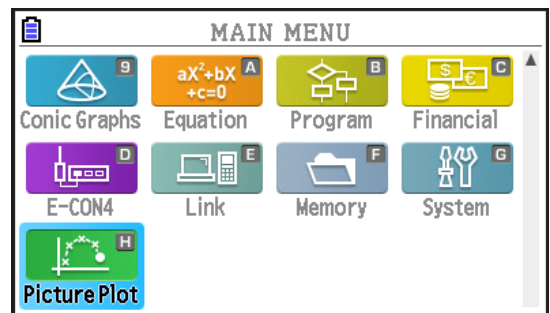 MAIN MENU
9 aX²+bX A B $ € C
+c=0
Conic Graphs Equation Program Financial
D E F G
E-CON4 Link Memory System
H
Picture Plot